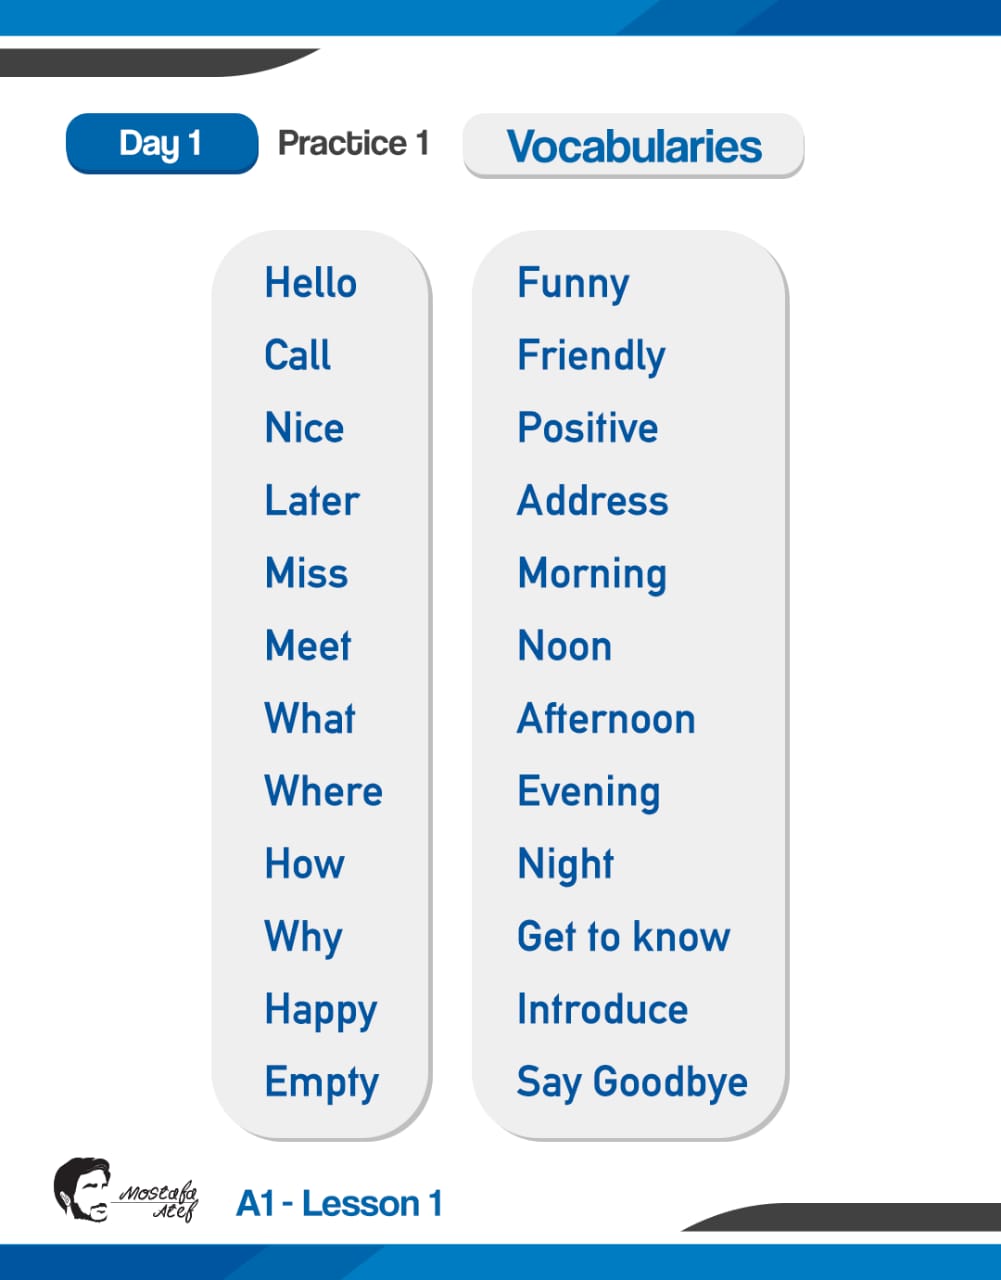 Day 1 Practice 1 Vocabularies
Hello
Call
Nice
Later
Miss
Meet
What
Where
How
Why
Happy
Empty
Funny
Friendly
Positive
Address
Morning
Noon
Afternoon
Evening
Night
Get to know
Introduce
Say Goodbye
Mostafa
Atef
A1 - Lesson 1